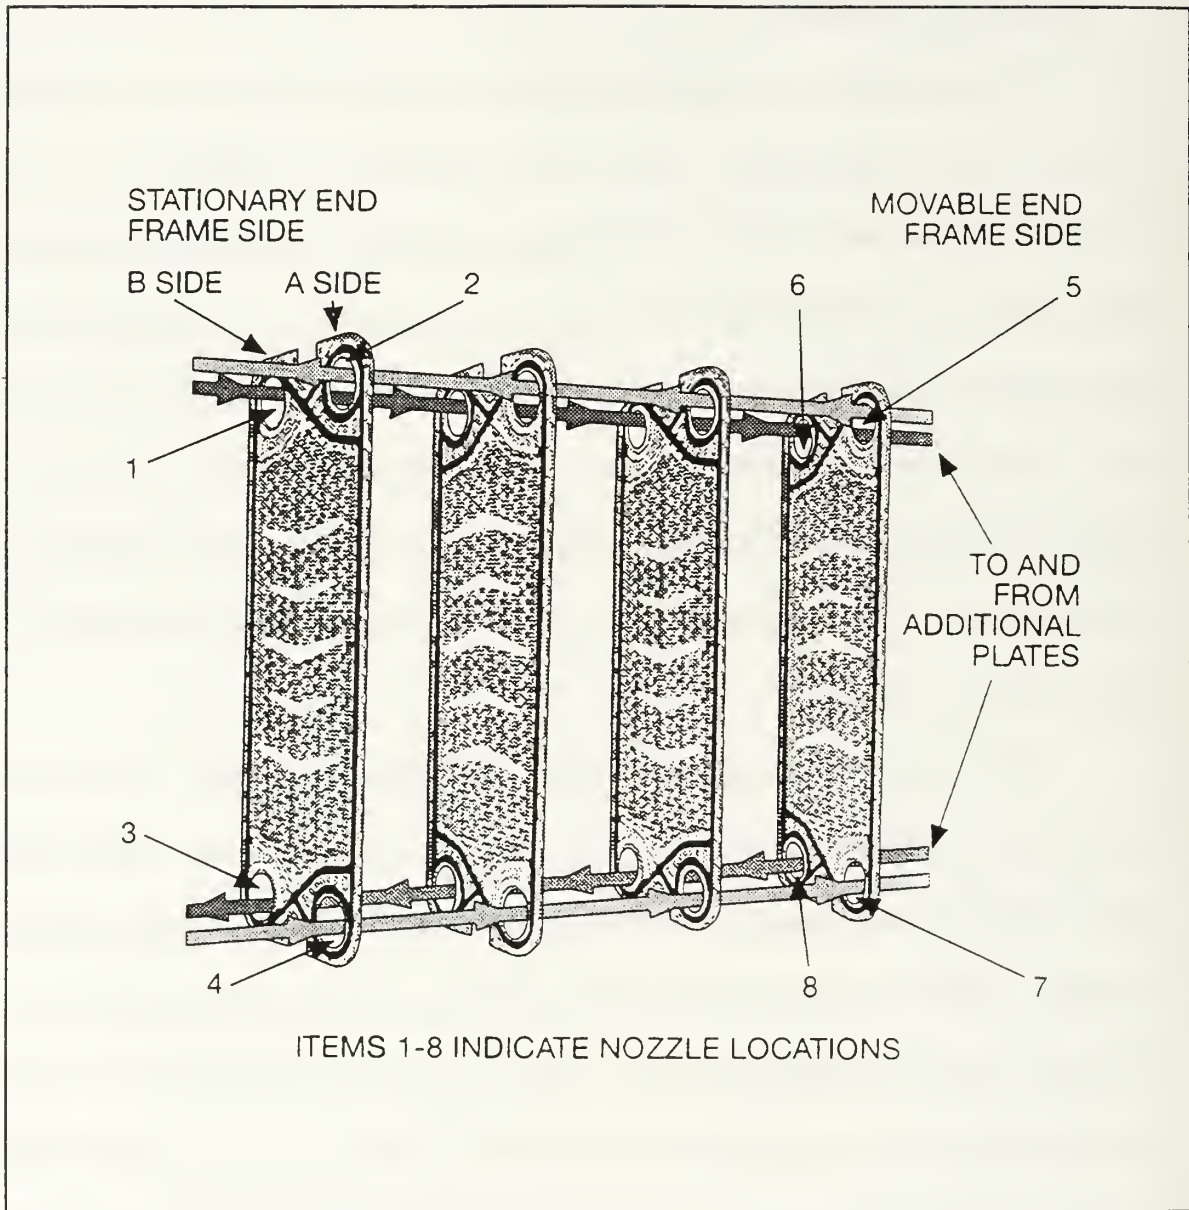 STATIONARY END
FRAME SIDE
MOVABLE END
FRAME SIDE
B SIDE
A SIDE
2
6
5
1
TO AND
FROM
ADDITIONAL
PLATES
3
4
8
7
ITEMS 1-8 INDICATE NOZZLE LOCATIONS